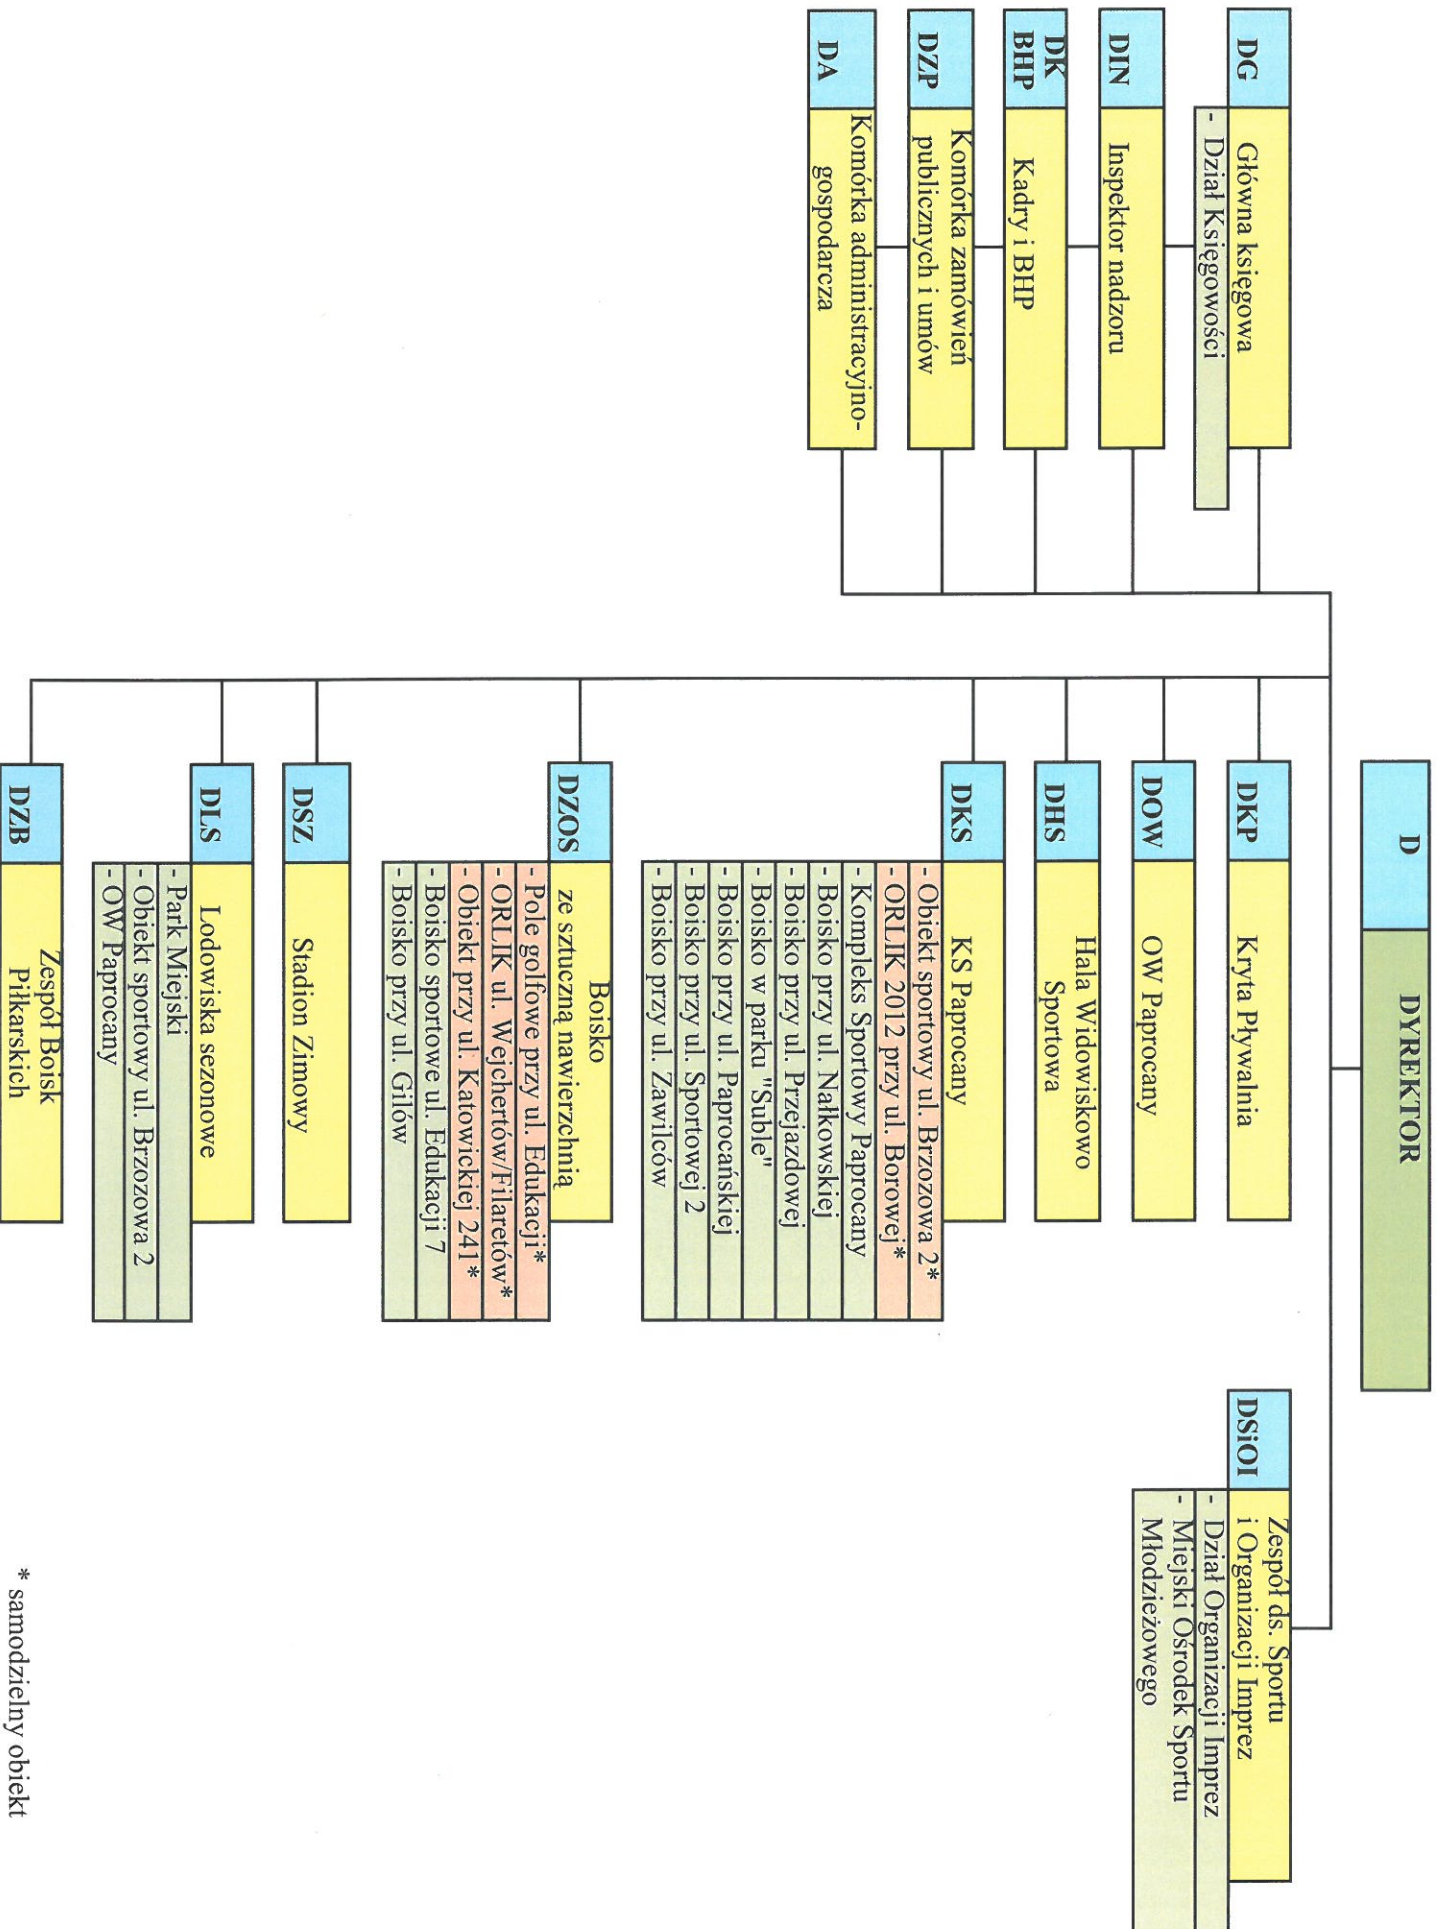 D DYREKTOR
DG Główna księgowa
- Dział Księgowości
DIN Inspektor nadzoru
DK
BHP
Kadry i BHP
DZP
Komórka zamówień
publicznych i umów
DA
Komórka administracyjno-
gospodarcza
DKP Kryta Pływalnia
DOW OW Paprocany
DHS
Hala Widowiskowo
Sportowa
DKS KS Paprocany
- Obiekt sportowy ul. Brzozowa 2*
- ORLIK 2012 przy ul. Borowej*
- Kompleks Sportowy Paprocany
- Boisko przy ul. Nałkowskiej
- Boisko przy ul. Przejazdowej
- Boisko w parku "Suble"
- Boisko przy ul. Paprocańskiej
- Boisko przy ul. Sportowej 2
- Boisko przy ul. Zawilców
DZOS
Boisko
ze sztuczną nawierzchnią
- Pole golfowe przy ul. Edukacji*
- ORLIK ul. Wejchertów/Filaretów*
- Obiekt przy ul. Katowickiej 241*
- Boisko sportowe ul. Edukacji 7
- Boisko przy ul. Gilów
DSZ Stadion Zimowy
DLS Lodowiska sezonowe
- Park Miejski
- Obiekt sportowy ul. Brzozowa 2
- OW Paprocany
DZB
Zespół Boisk
Piłkarskich
DSiOI
Zespół ds. Sportu
i Organizacji Imprez
- Dział Organizacji Imprez
- Miejski Ośrodek Sportu
Młodzieżowego
* samodzielny obiekt